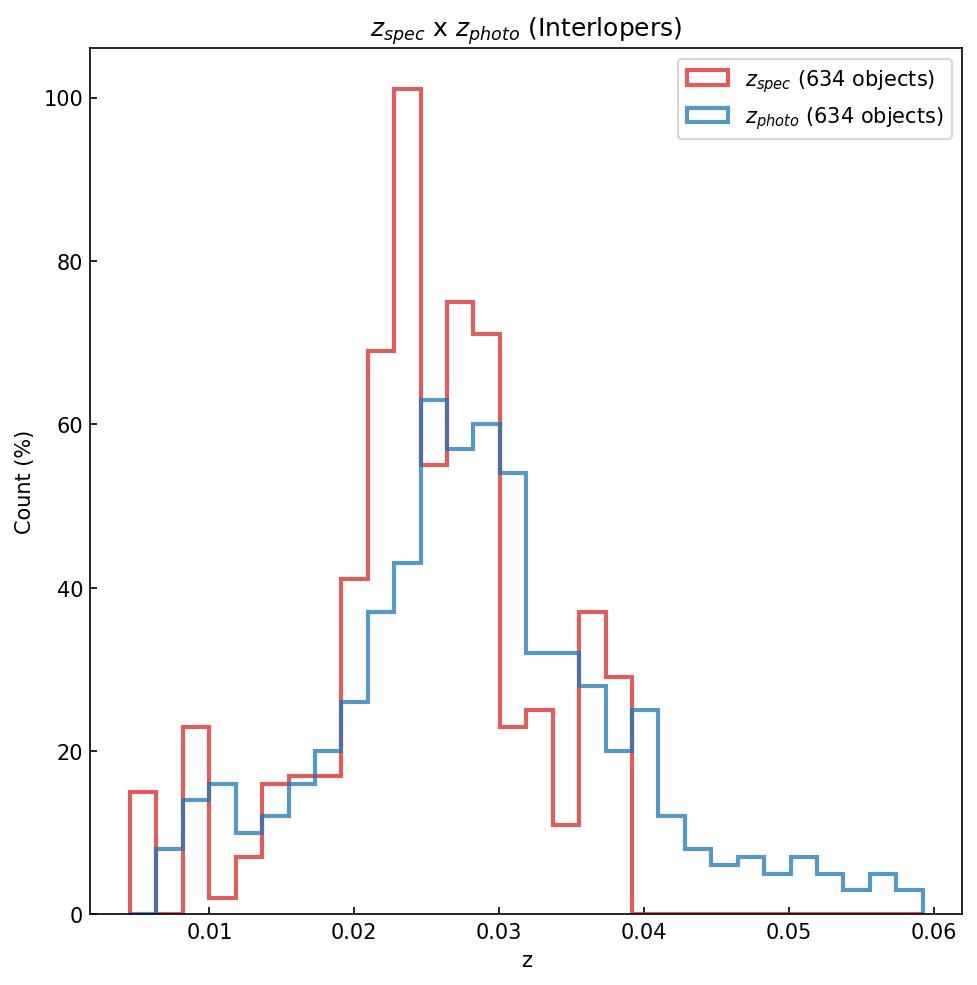 z_spec x z_photo (Interlopers)
z_spec (634 objects)
z_photo (634 objects)
Count (%)
100
80
60
40
20
0
0.01 0.02 0.03 0.04 0.05 0.06
z